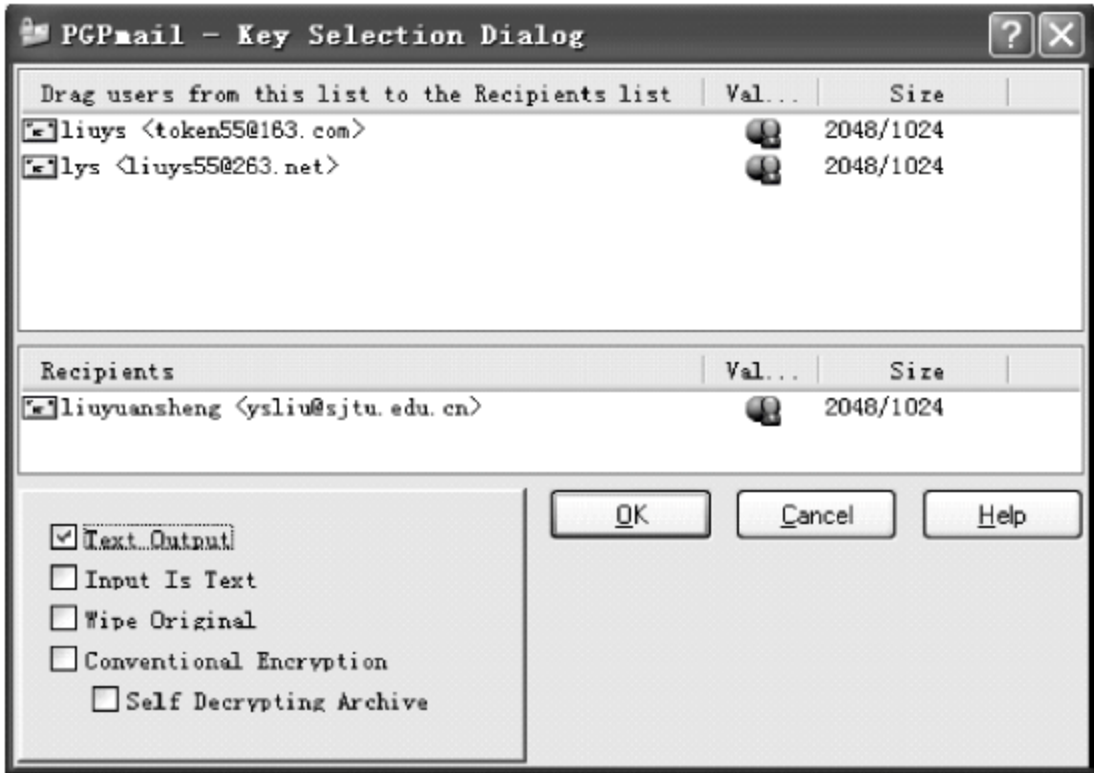 PGPmail - Key Selection Dialog
Drag users from this list to the Recipients list Val... Size
liuys <token55@163.com> 2048/1024
lys <liuys55@263.net> 2048/1024
Recipients Val... Size
liuyuansheng <ysliu@sjtu.edu.cn> 2048/1024
OK Cancel Help
Text Output
Input Is Text
Wipe Original
Conventional Encryption
Self Decrypting Archive